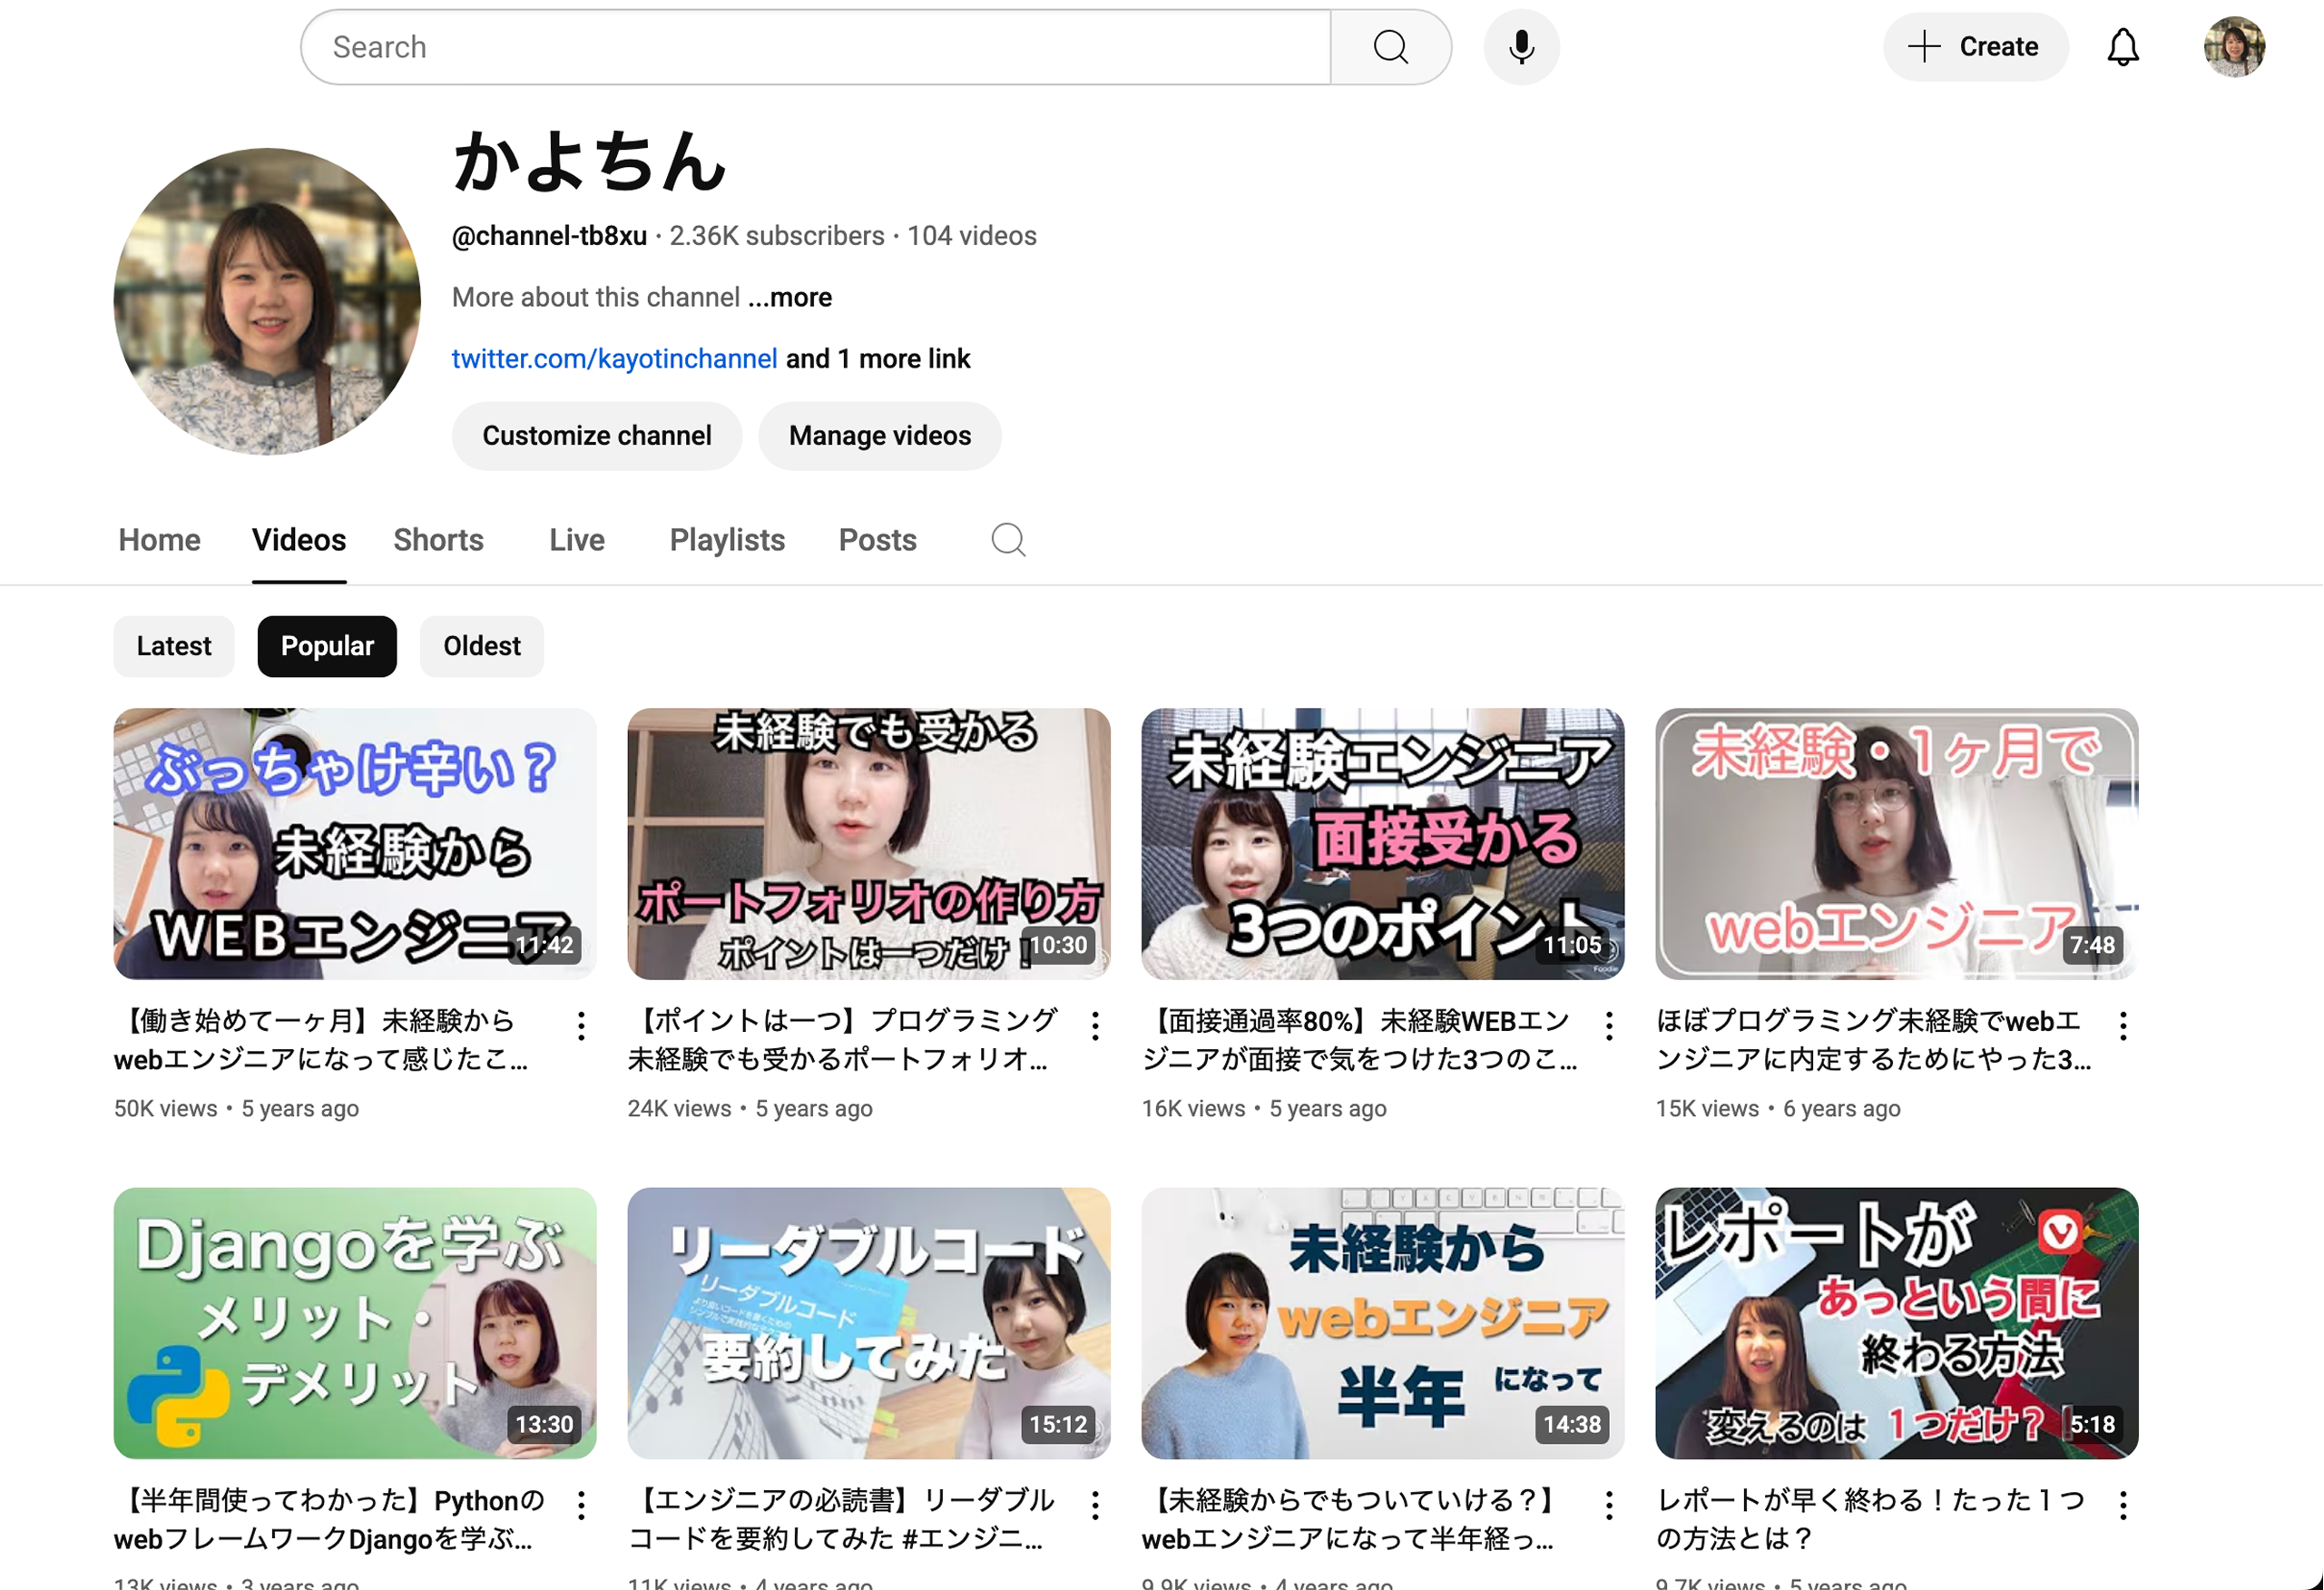 Search
Create
かよちん
@channel-tb8xu · 2.36K subscribers · 104 videos
More about this channel ...more
twitter.com/kayotinchannel and 1 more link
Customize channel
Manage videos
Home
Videos
Shorts
Live
Playlists
Posts
Latest
Popular
Oldest
ぶっちゃけ辛い？
未経験から
WEBエンジニア
11:42
【働き始めて一ヶ月】未経験から
webエンジニアになって感じたこ...
50K views • 5 years ago
未経験でも受かる
ポートフォリオの作り方
ポイントは一つだけ！
10:30
【ポイントは一つ】プログラミング
未経験でも受かるポートフォリオ...
24K views • 5 years ago
未経験エンジニア
面接受かる
3つのポイント
11:05
Foodie
【面接通過率80%】未経験WEBエン
ジニアが面接で気をつけた3つのこ...
16K views • 5 years ago
未経験・1ヶ月で
webエンジニア
7:48
ほぼプログラミング未経験でwebエ
ンジニアに内定するためにやった3...
15K views • 6 years ago
Djangoを学ぶ
メリット・
デメリット
13:30
【半年間使ってわかった】Pythonの
webフレームワークDjangoを学ぶ...
13K views • 3 years ago
リーダブルコード
リーダブルコード
要約してみた
15:12
【エンジニアの必読書】リーダブル
コードを要約してみた #エンジニ...
11K views • 4 years ago
未経験から
webエンジニア
半年 になって
14:38
【未経験からでもついていける？】
webエンジニアになって半年経っ...
9.9K views • 4 years ago
レポートが
あっという間に
終わる方法
変えるのは 1つだけ？！
5:18
レポートが早く終わる！たった１つ
の方法とは？
9.7K views • 5 years ago